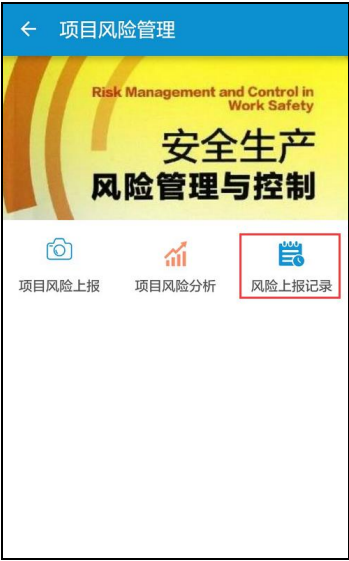 项目风险管理
Risk Management and Control in
Work Safety
安全生产
风险管理与控制
项目风险上报
项目风险分析
风险上报记录